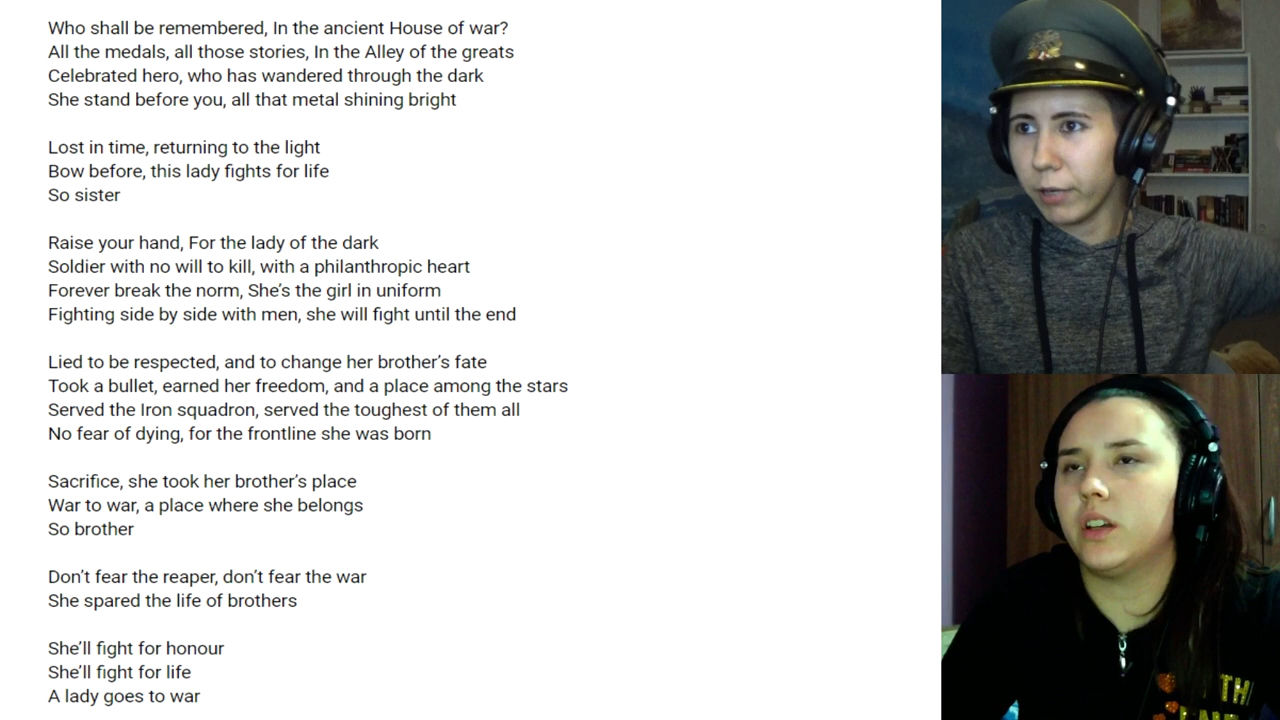 Who shall be remembered, In the ancient House of war?
All the medals, all those stories, In the Alley of the greats
Celebrated hero, who has wandered through the dark
She stand before you, all that metal shining bright
Lost in time, returning to the light
Bow before, this lady fights for life
So sister
Raise your hand, For the lady of the dark
Soldier with no will to kill, with a philanthropic heart
Forever break the norm, She’s the girl in uniform
Fighting side by side with men, she will fight until the end
Lied to be respected, and to change her brother’s fate
Took a bullet, earned her freedom, and a place among the stars
Served the Iron squadron, served the toughest of them all
No fear of dying, for the frontline she was born
Sacrifice, she took her brother’s place
War to war, a place where she belongs
So brother
Don’t fear the reaper, don’t fear the war
She spared the life of brothers
She’ll fight for honour
She’ll fight for life
A lady goes to war